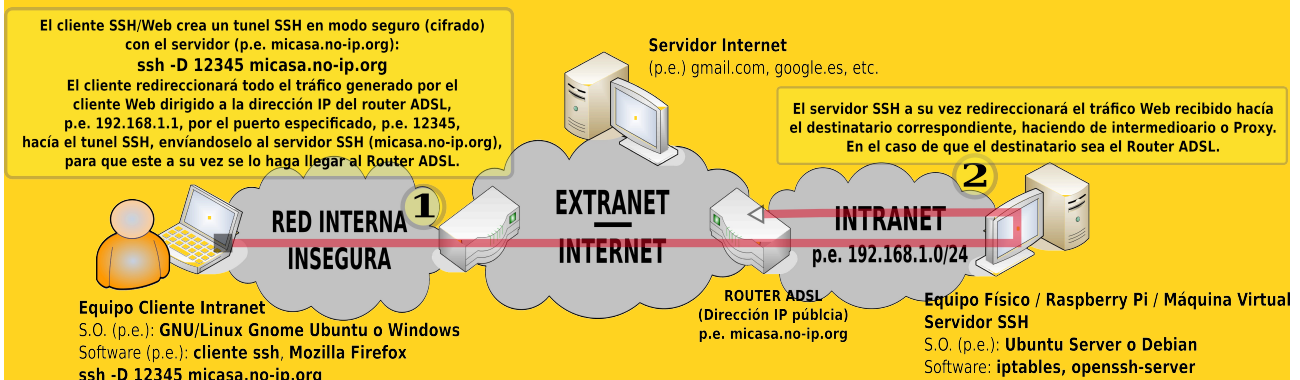 El cliente SSH/Web crea un tunel SSH en modo seguro (cifrado)
con el servidor (p.e. micasa.no-ip.org):
ssh -D 12345 micasa.no-ip.org
El cliente redireccionará todo el tráfico generado por el
cliente Web dirigido a la dirección IP del router ADSL,
p.e. 192.168.1.1, por el puerto especificado, p.e. 12345,
hacía el tunel SSH, envíandoselo al servidor SSH (micasa.no-ip.org),
para que este a su vez se lo haga llegar al Router ADSL.
Servidor Internet
(p.e.) gmail.com, google.es, etc.
El servidor SSH a su vez redireccionará el tráfico Web recibido hacía
el destinatario correspondiente, haciendo de intermedioario o Proxy.
En el caso de que el destinatario sea el Router ADSL.
1
2
RED INTERNA
INSEGURA
EXTRANET
INTERNET
INTRANET
p.e. 192.168.1.0/24
Equipo Cliente Intranet
S.O. (p.e.): GNU/Linux Gnome Ubuntu o Windows
Software (p.e.): cliente ssh, Mozilla Firefox
ssh -D 12345 micasa.no-ip.org
ROUTER ADSL
(Dirección IP públcia)
p.e. micasa.no-ip.org
Equipo Físico / Raspberry Pi / Máquina Virtual
Servidor SSH
S.O. (p.e.): Ubuntu Server o Debian
Software: iptables, openssh-server